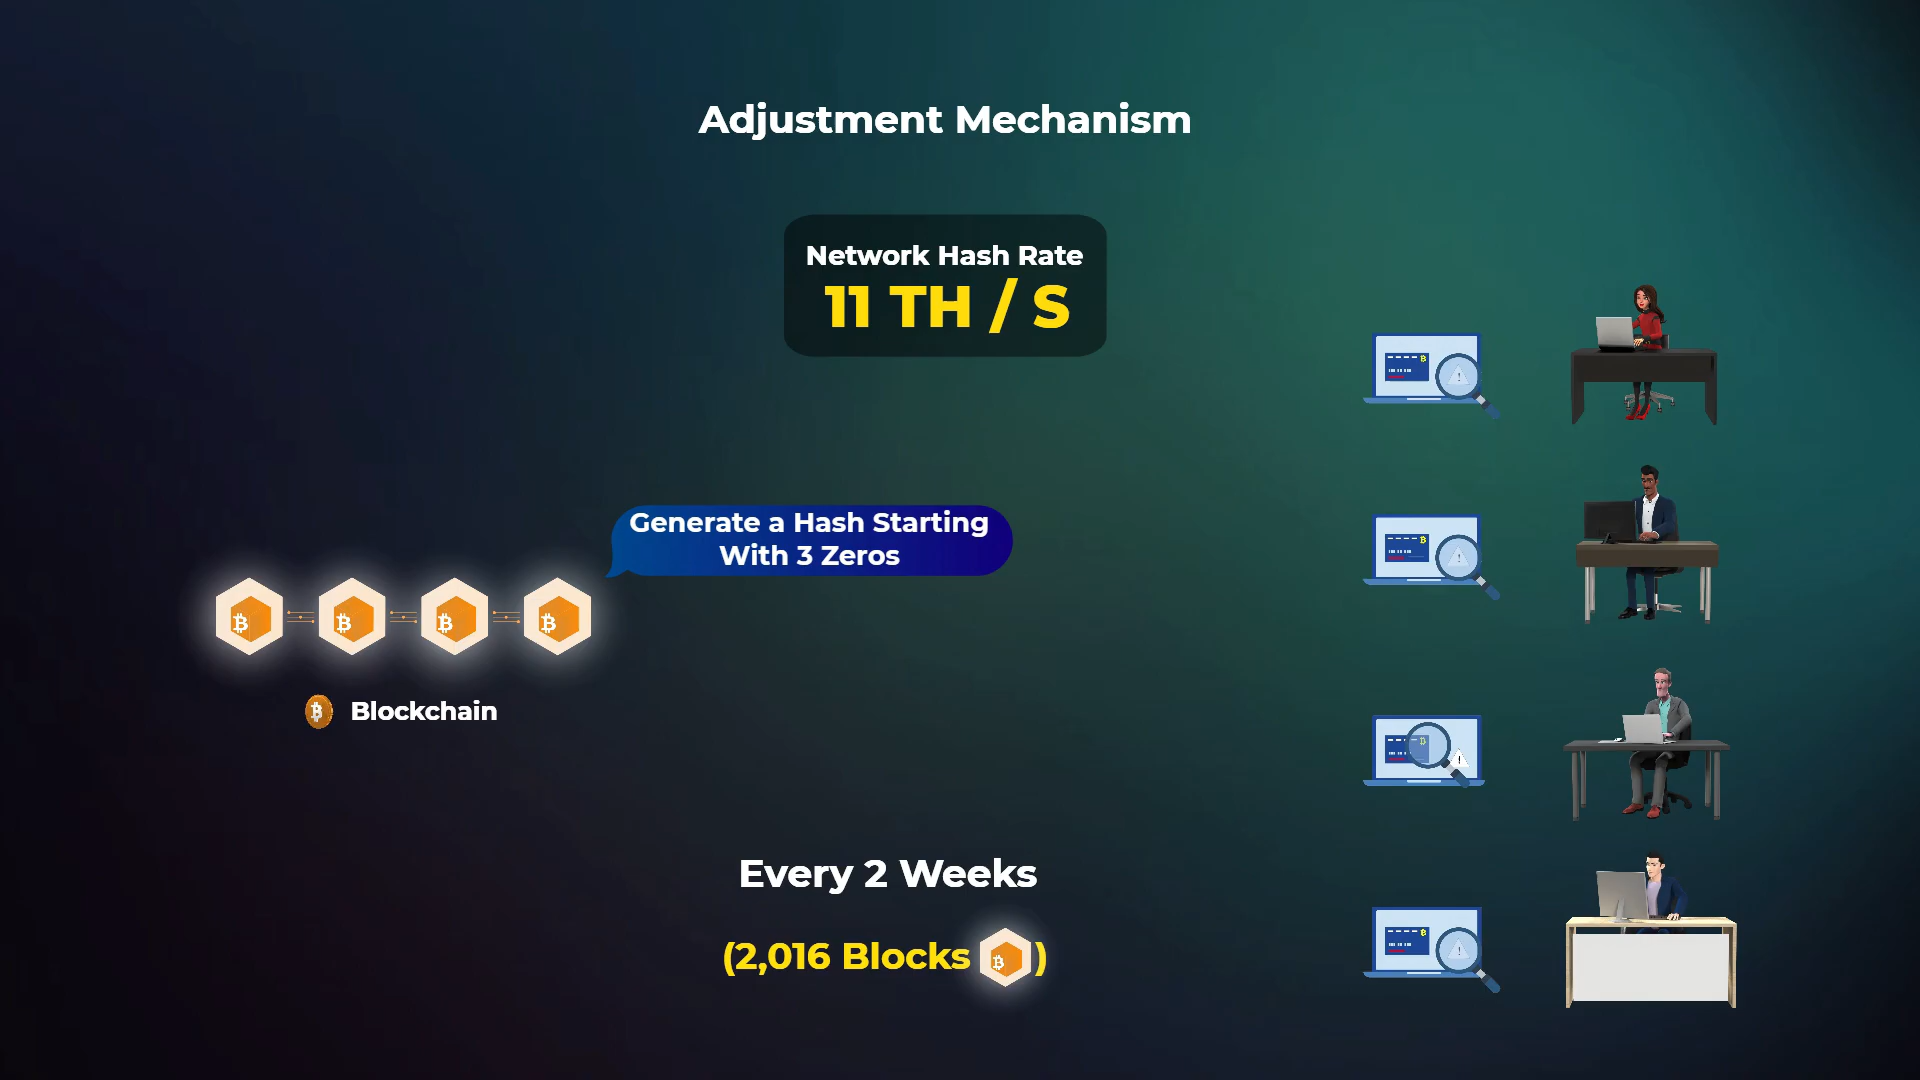 Adjustment Mechanism
Network Hash Rate
11 TH / S
Generate a Hash Starting
With 3 Zeros
Blockchain
Every 2 Weeks
(2,016 Blocks )